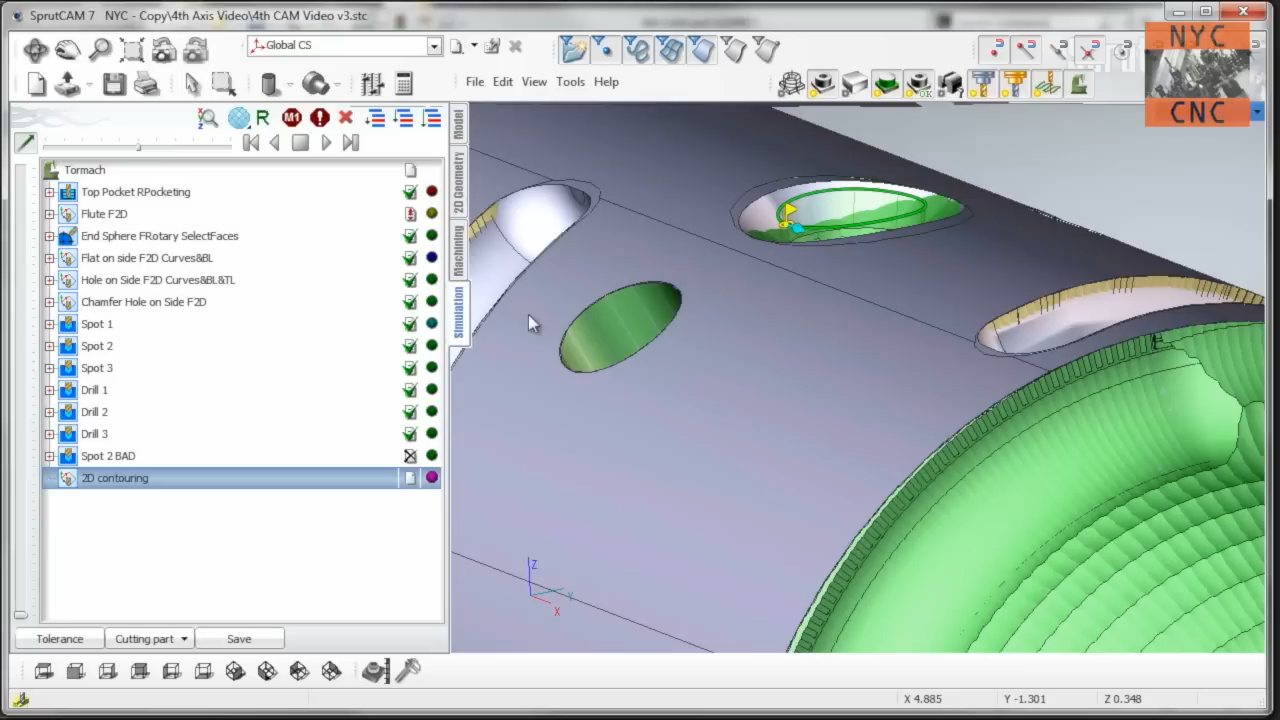 SprutCAM 7 NYC - Copy\4th Axis Video\4th CAM Video v3.stc
Global CS
File Edit View Tools Help
OK
NYC
CNC
R
M1
Tormach
Top Pocket RPocketing
Flute F2D
End Sphere FRotary SelectFaces
Flat on side F2D Curves&BL
Hole on Side F2D Curves&BL&TL
Chamfer Hole on Side F2D
Spot 1
Spot 2
Spot 3
Drill 1
Drill 2
Drill 3
Spot 2 BAD
2D contouring
Model
2D Geometry
Machining
Simulation
Z
Y
X
Tolerance
Cutting part
Save
X 4.885 Y -1.301 Z 0.348